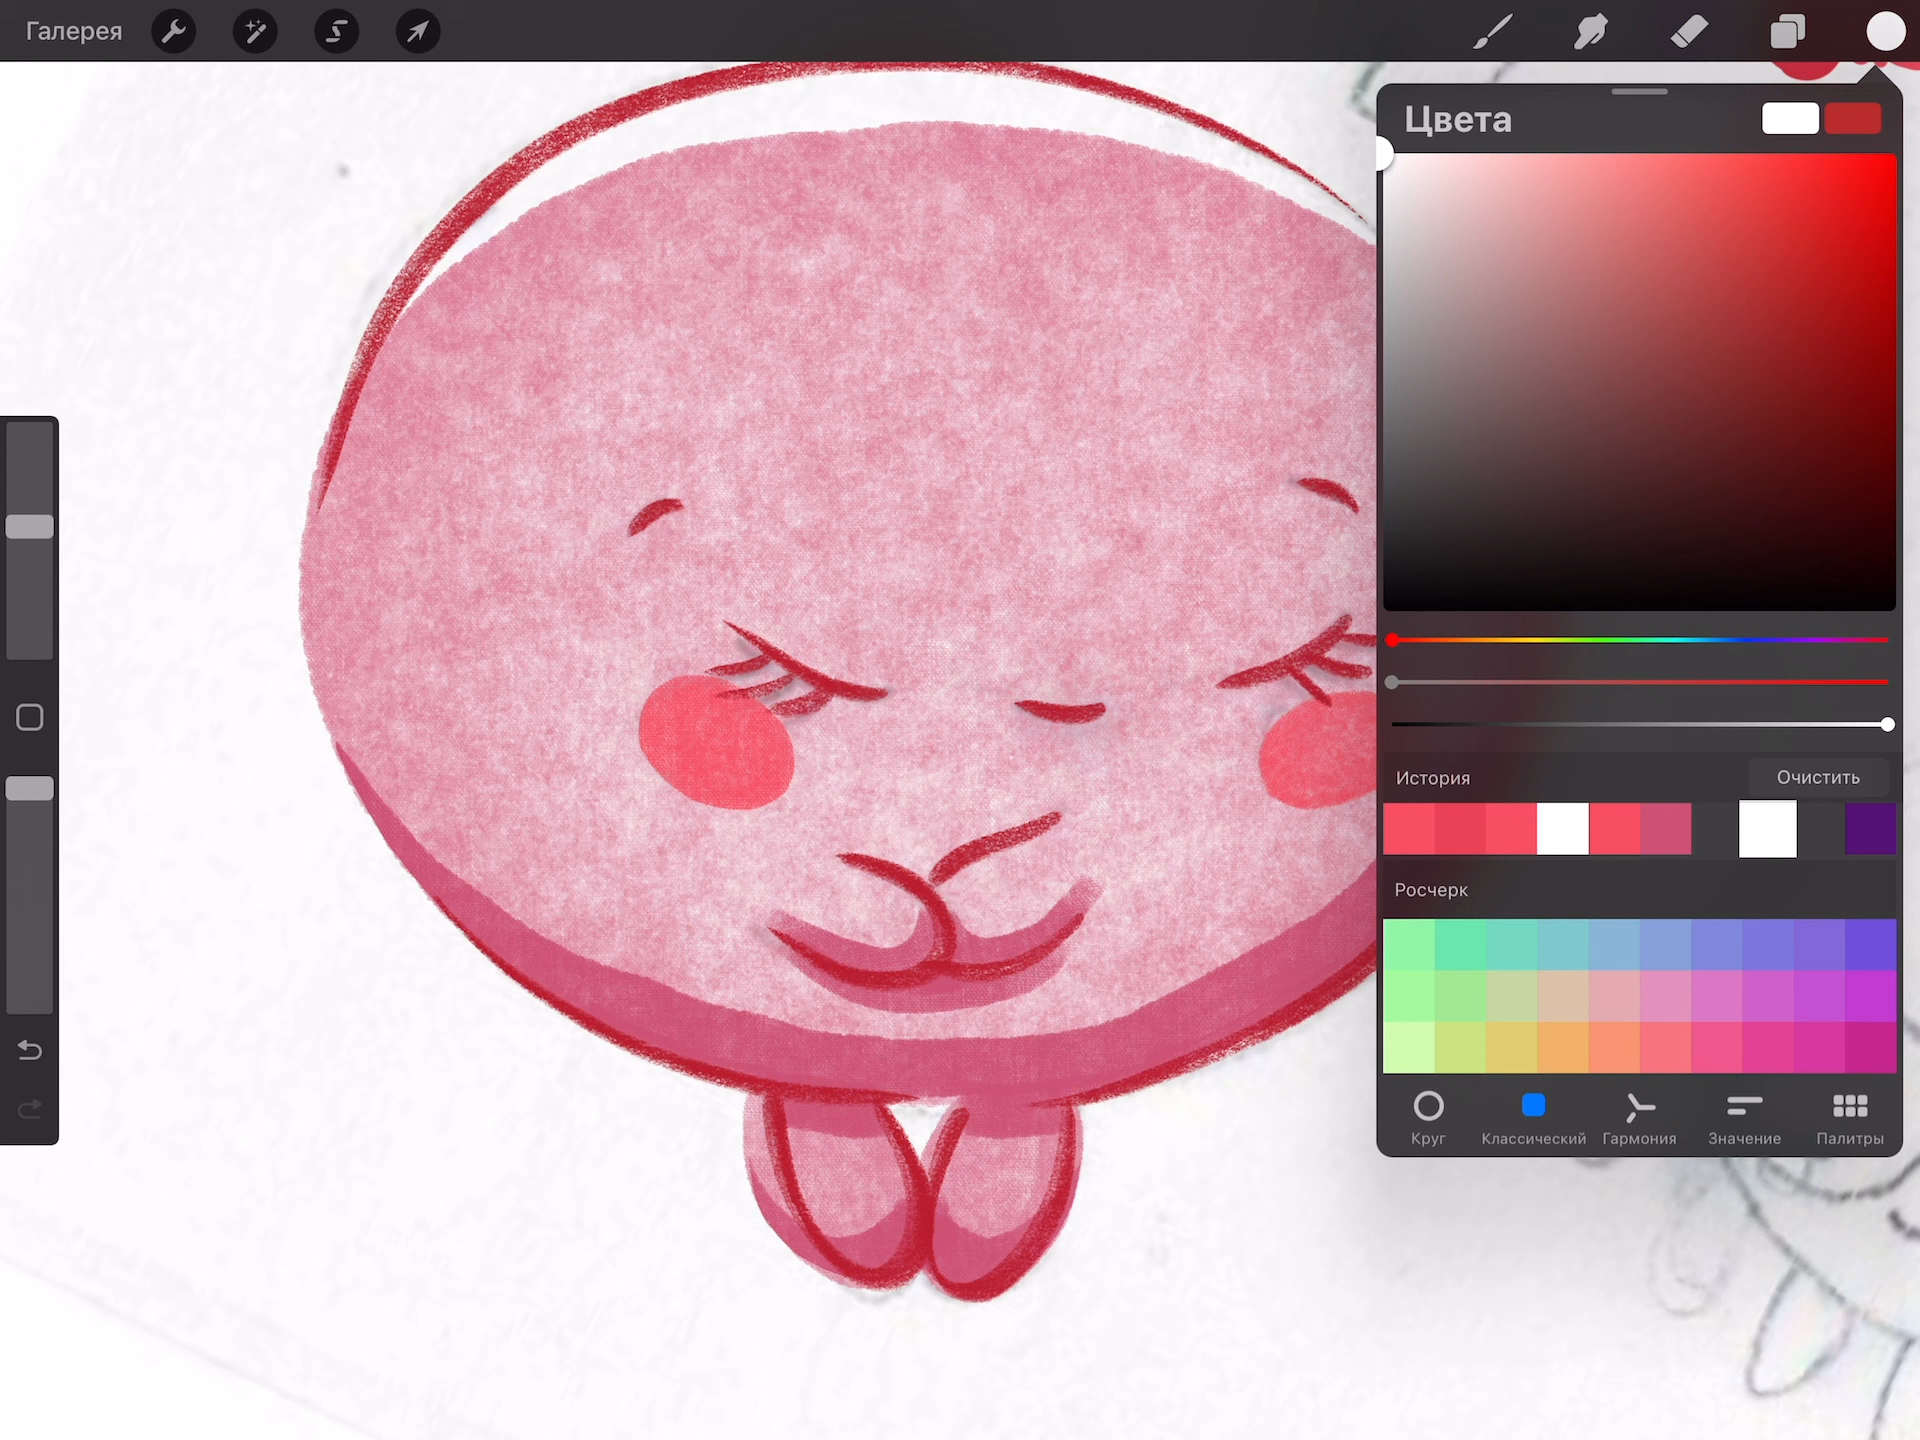 Галерея
Цвета
История
Очистить
Росчерк
Круг
Классический
Гармония
Значение
Палитры